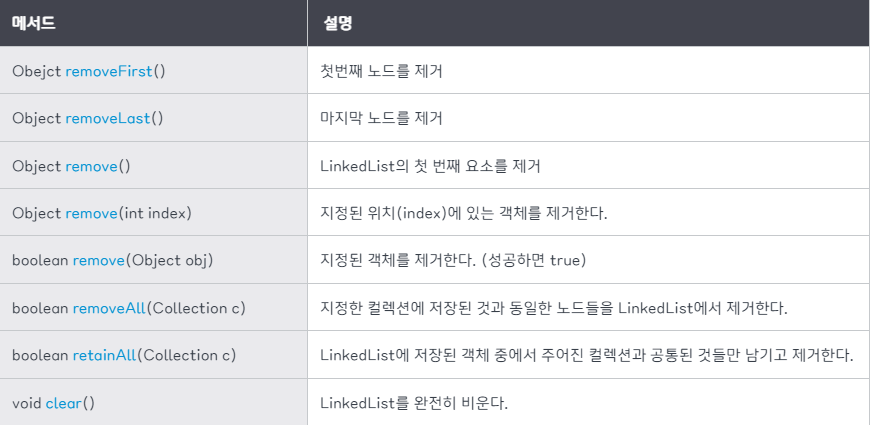 메서드 설명
Obejct removeFirst() 첫번째 노드를 제거
Object removeLast() 마지막 노드를 제거
Object remove() LinkedList의 첫 번째 요소를 제거
Object remove(int index) 지정된 위치(index)에 있는 객체를 제거한다.
boolean remove(Object obj) 지정된 객체를 제거한다. (성공하면 true)
boolean removeAll(Collection c) 지정한 컬렉션에 저장된 것과 동일한 노드들을 LinkedList에서 제거한다.
boolean retainAll(Collection c) LinkedList에 저장된 객체 중에서 주어진 컬렉션과 공통된 것들만 남기고 제거한다.
void clear() LinkedList를 완전히 비운다.